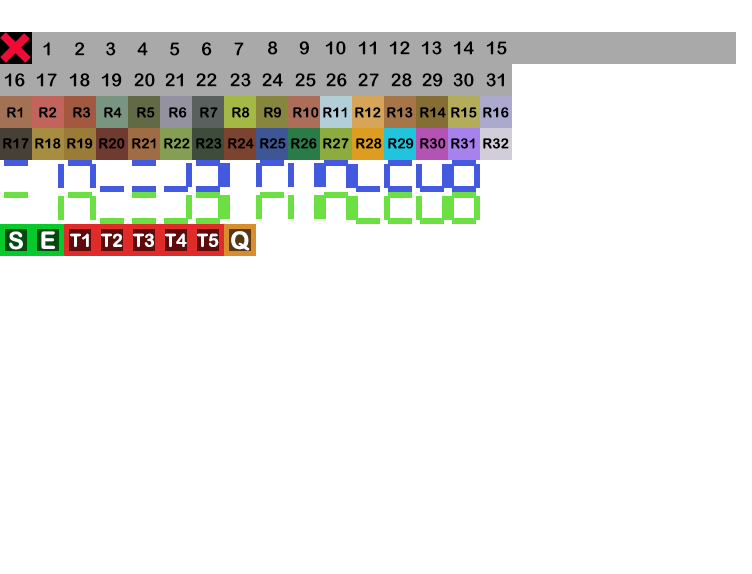 1 2 3 4 5 6 7 8 9 10 11 12 13 14 15
16 17 18 19 20 21 22 23 24 25 26 27 28 29 30 31
R1 R2 R3 R4 R5 R6 R7 R8 R9 R10 R11 R12 R13 R14 R15 R16
R17 R18 R19 R20 R21 R22 R23 R24 R25 R26 R27 R28 R29 R30 R31 R32
S E T1 T2 T3 T4 T5 Q